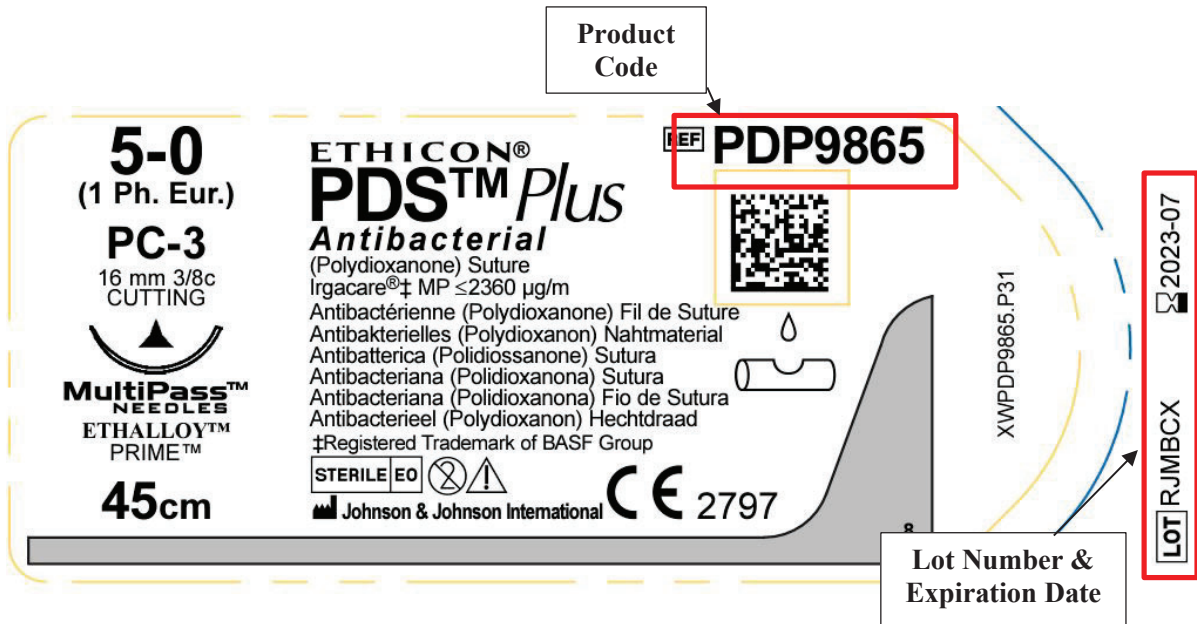 Product
Code
5-0
(1 Ph. Eur.)
PC-3
16 mm 3/8c
CUTTING
MultiPass™
NEEDLES
ETHALLOY™
PRIME™
45cm
ETHICON®
PDS™ Plus
Antibacterial
(Polydioxanone) Suture
Irgacare®‡ MP ≤2360 µg/m
Antibactérienne (Polydioxanone) Fil de Suture
Antibakterielles (Polydioxanon) Nahtmaterial
Antibatterica (Polidiossanone) Sutura
Antibacteriana (Polidioxanona) Sutura
Antibacteriana (Polidioxanona) Fio de Sutura
Antibacterieel (Polydioxanon) Hechtdraad
‡Registered Trademark of BASF Group
STERILE EO 2
Johnson & Johnson International CE 2797
REF PDP9865
8
XWPDP9865.P31
2023-07
LOT RJMBCX
Lot Number &
Expiration Date